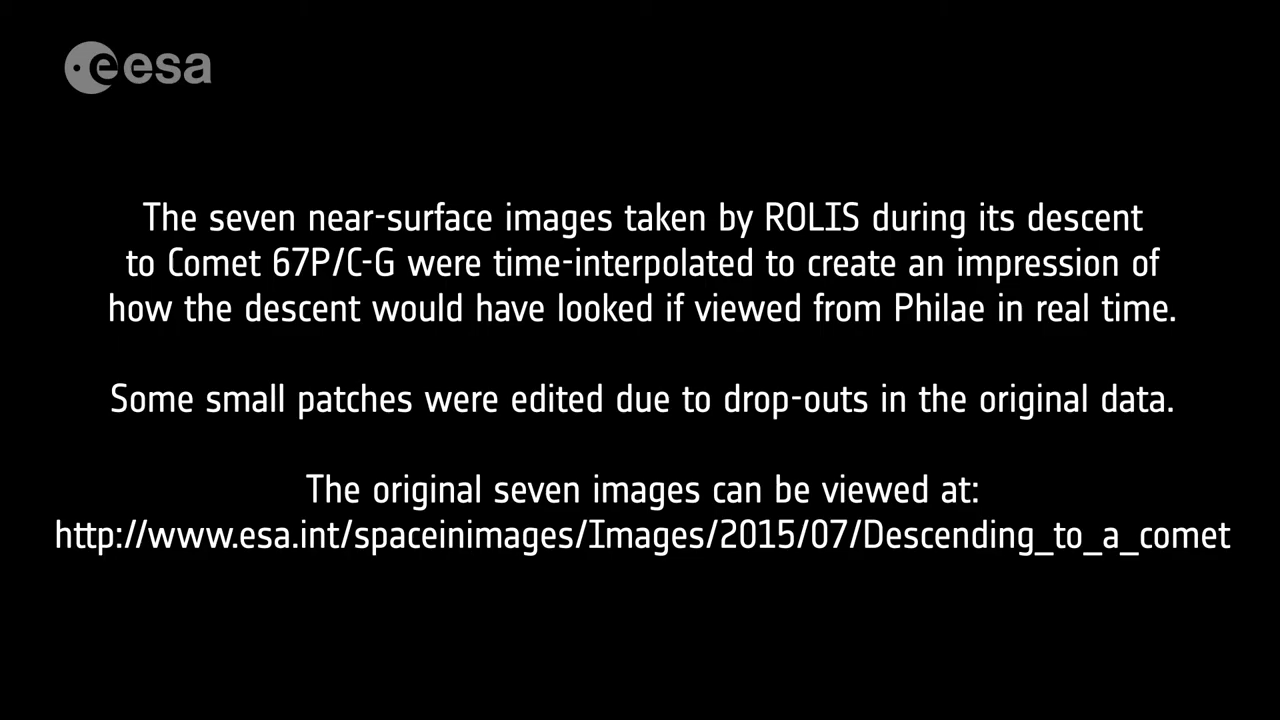 esa
The seven near-surface images taken by ROLIS during its descent
to Comet 67P/C-G were time-interpolated to create an impression of
how the descent would have looked if viewed from Philae in real time.
Some small patches were edited due to drop-outs in the original data.
The original seven images can be viewed at:
http://www.esa.int/spaceinimages/Images/2015/07/Descending_to_a_comet